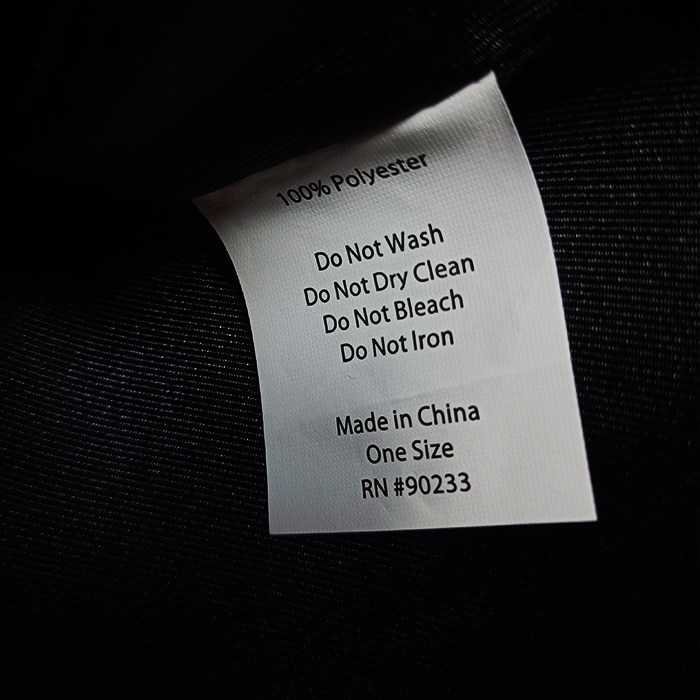 100% Polyester
Do Not Wash
Do Not Dry Clean
Do Not Bleach
Do Not Iron
Made in China
One Size
RN #90233